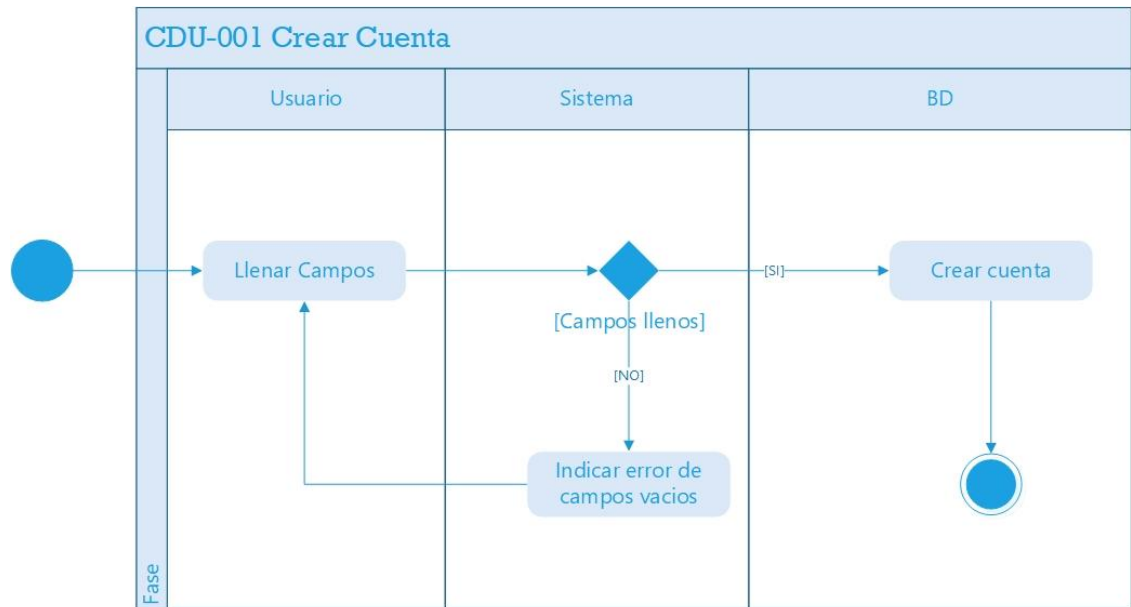 CDU-001 Crear Cuenta
Usuario
Sistema
BD
Llenar Campos
[SI]
Crear cuenta
[Campos llenos]
[NO]
Indicar error de
campos vacios
Fase